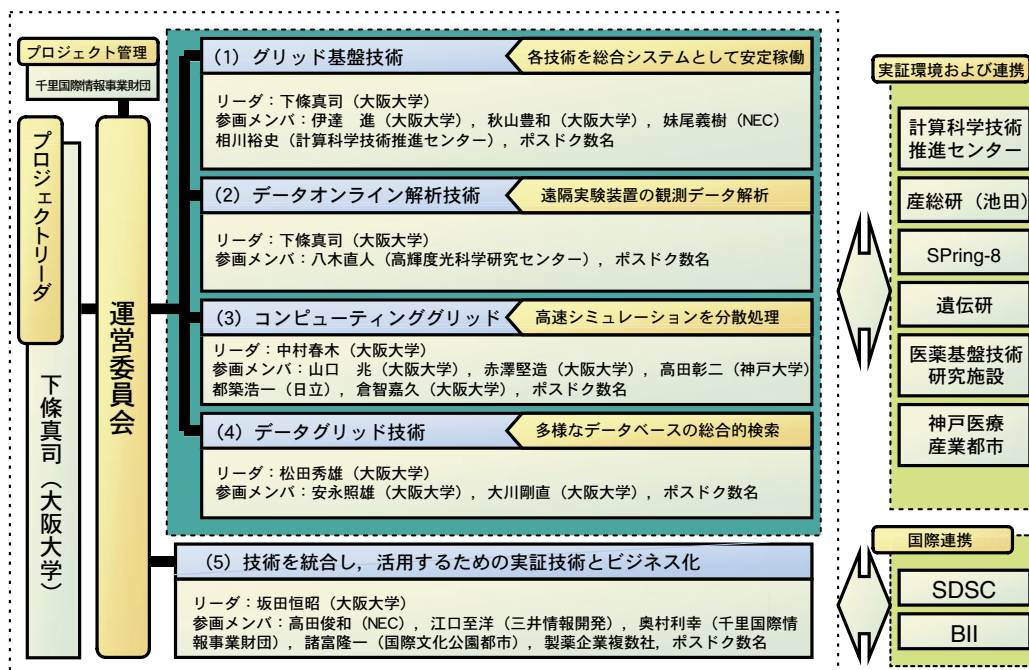 プロジェクト管理
千里国際情報事業財団
プロジェクトリーダ
下條真司（大阪大学）
運営委員会
(1) グリッド基盤技術
各技術を総合システムとして安定稼働
リーダ：下條真司（大阪大学）
参画メンバ：伊達　進（大阪大学），秋山豊和（大阪大学），妹尾義樹（NEC）
相川裕史（計算科学技術推進センター），ポスドク数名
(2) データオンライン解析技術
遠隔実験装置の観測データ解析
リーダ：下條真司（大阪大学）
参画メンバ：八木直人（高輝度光科学研究センター），ポスドク数名
(3) コンピューティンググリッド
高速シミュレーションを分散処理
リーダ：中村春木（大阪大学）
参画メンバ：山口　兆（大阪大学），赤澤堅造（大阪大学），高田彰二（神戸大学）
都築浩一（日立），倉智嘉久（大阪大学），ポスドク数名
(4) データグリッド技術
多様なデータベースの総合的検索
リーダ：松田秀雄（大阪大学）
参画メンバ：安永照雄（大阪大学），大川剛直（大阪大学），ポスドク数名
(5) 技術を統合し，活用するための実証技術とビジネス化
リーダ：坂田恒昭（大阪大学）
参画メンバ：高田俊和（NEC），江口至洋（三井情報開発），奥村利幸（千里国際情
報事業財団），諸富隆一（国際文化公園都市），製薬企業複数社，ポスドク数名
実証環境および連携
計算科学技術
推進センター
産総研（池田）
SPring-8
遺伝研
医薬基盤技術
研究施設
神戸医療
産業都市
国際連携
SDSC
BII